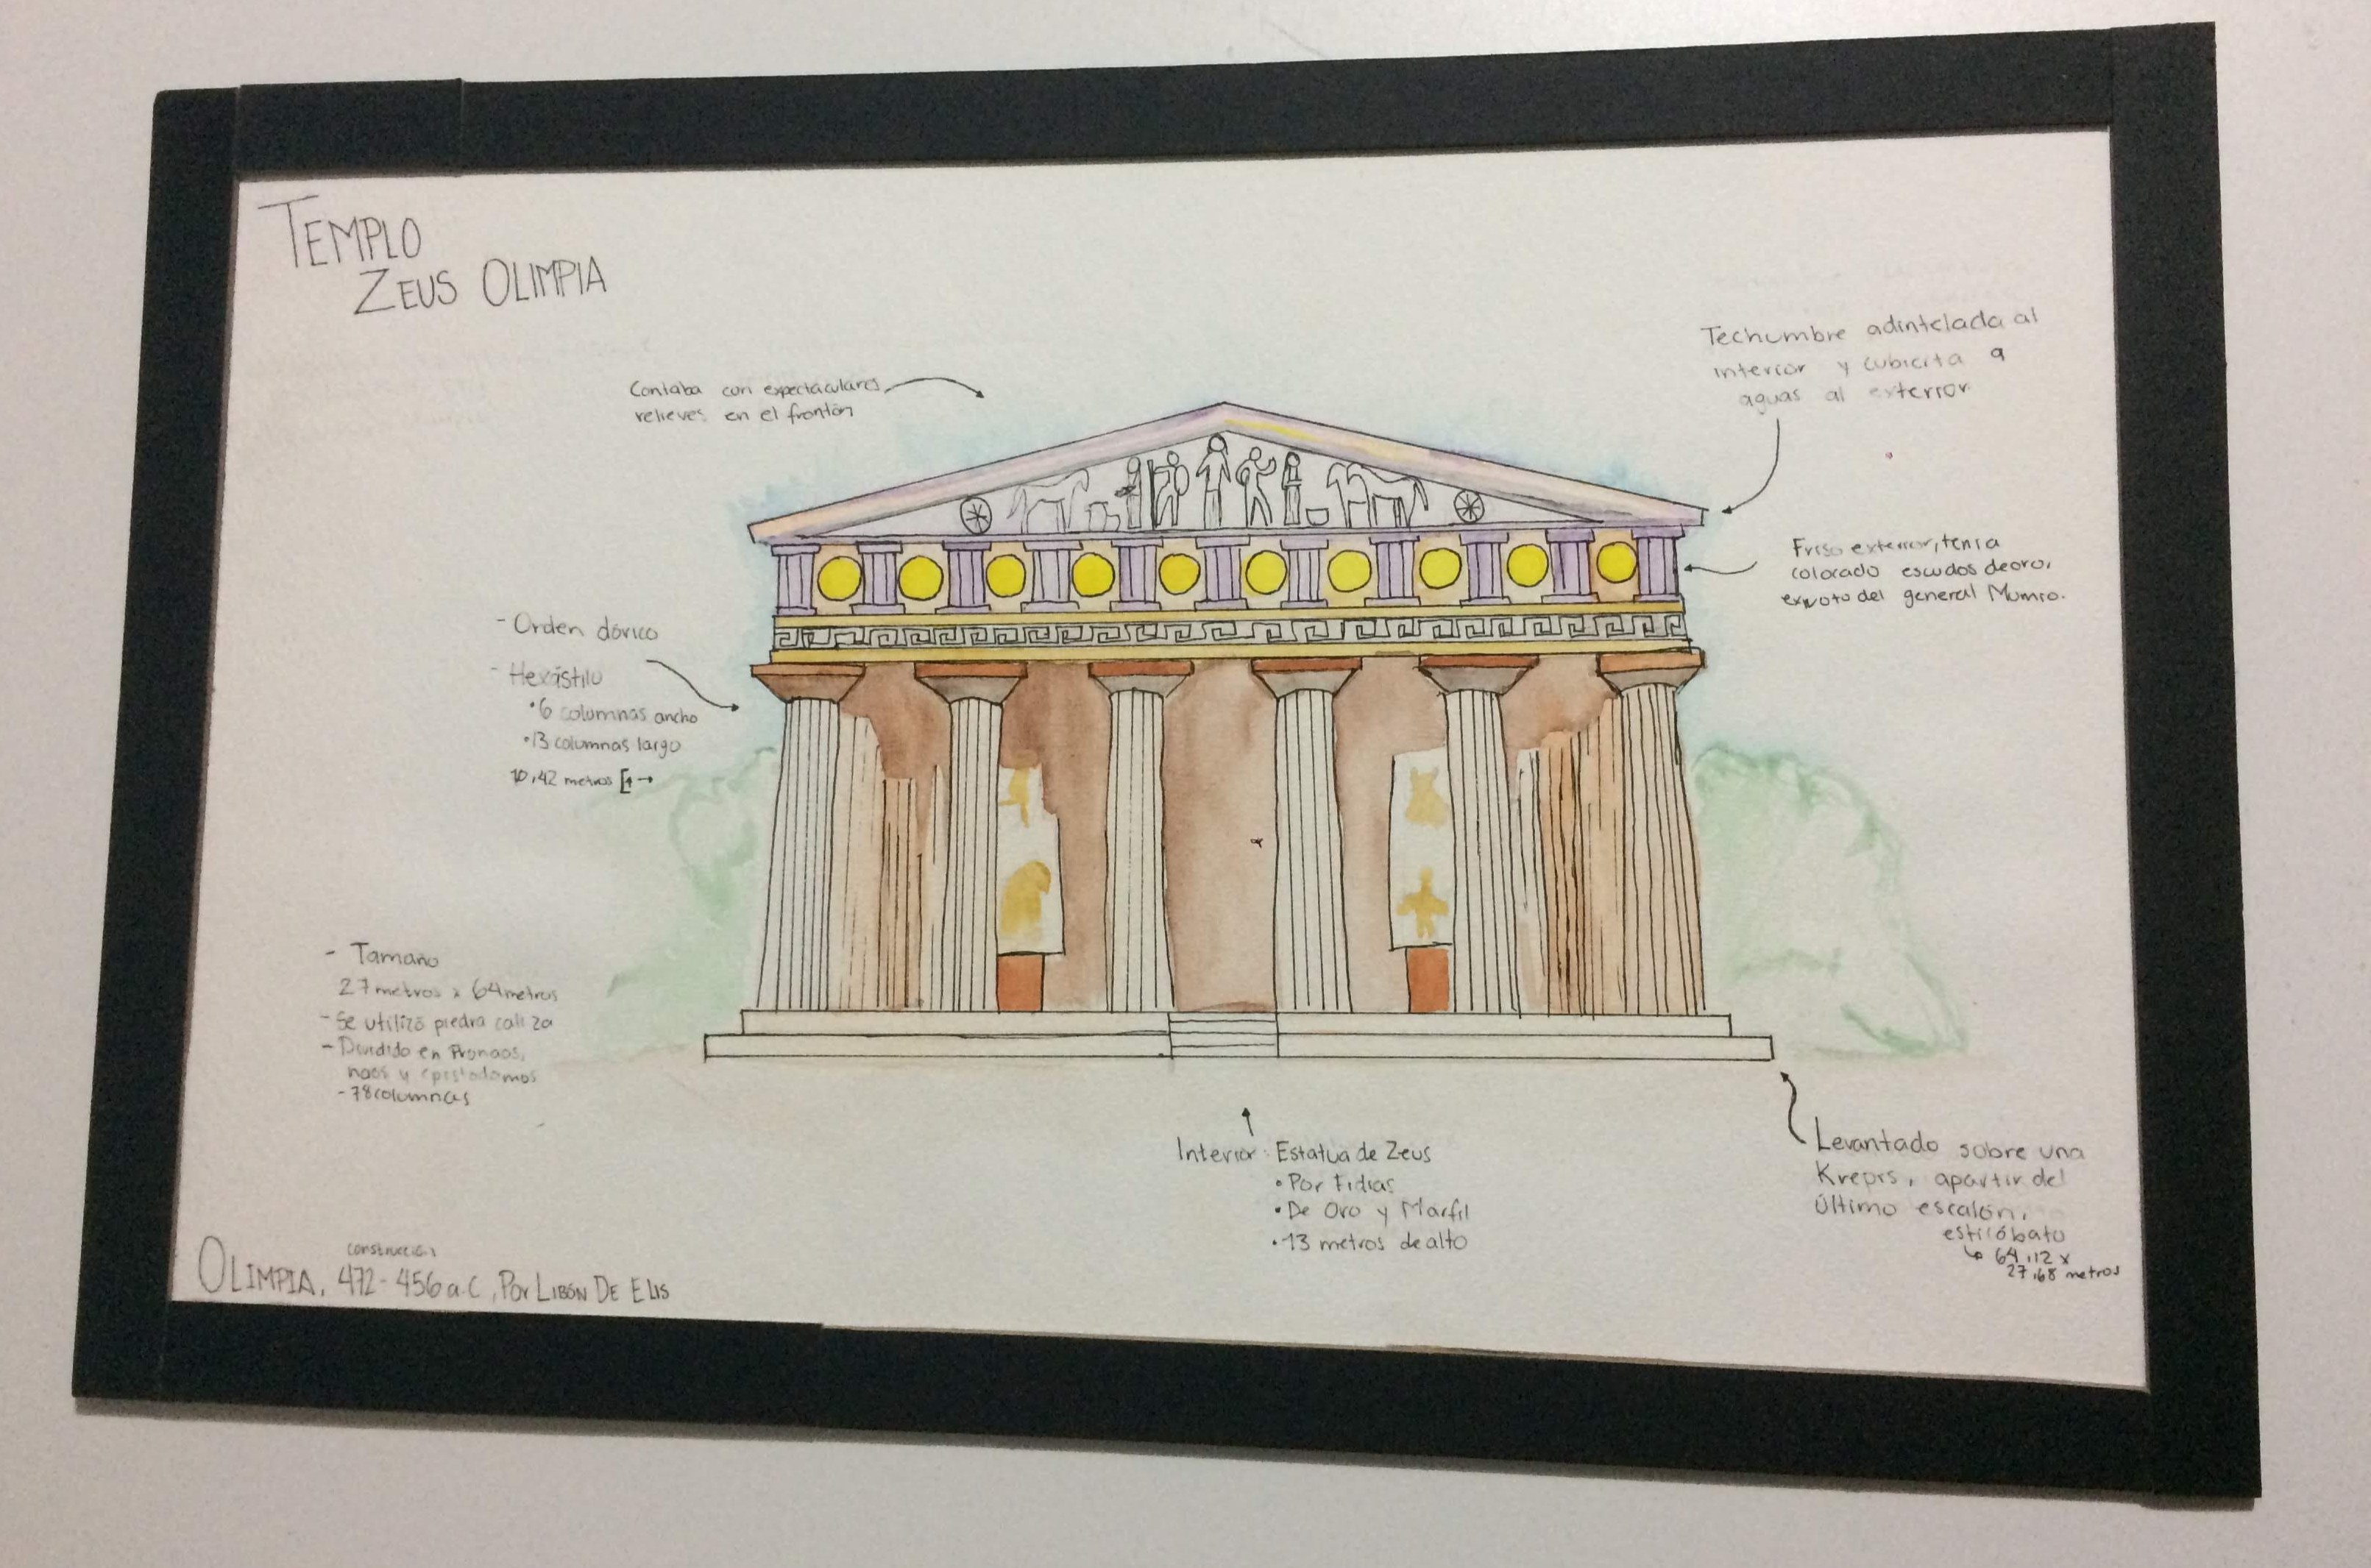 TEMPLO
ZEUS OLIMPIA
Contaba con espectaculares
relieves en el frontón
Techumbre adintelada al
interior y cubierta a
aguas al exterior
Friso exterior, tenia
colocado escudos de oro,
exvoto del general Mumio.
- Orden dórico
- Hexástilo
• 6 columnas ancho
• 13 columnas largo
10,42 metros
- Tamaño
27 metros x 64 metros
- Se utilizó piedra caliza
- Dividido en Pronaos,
naos y opistodomos
- 78 columnas
Interior: Estatua de Zeus
• Por Fidias
• De Oro y Marfil
• 13 metros de alto
Levantado sobre una
Krepis, apartir del
último escalón,
estilóbato
↳ 64,12 x
27,68 metros
construcción
OLIMPIA, 472-456 a.C, POR LIBÓN DE ELIS